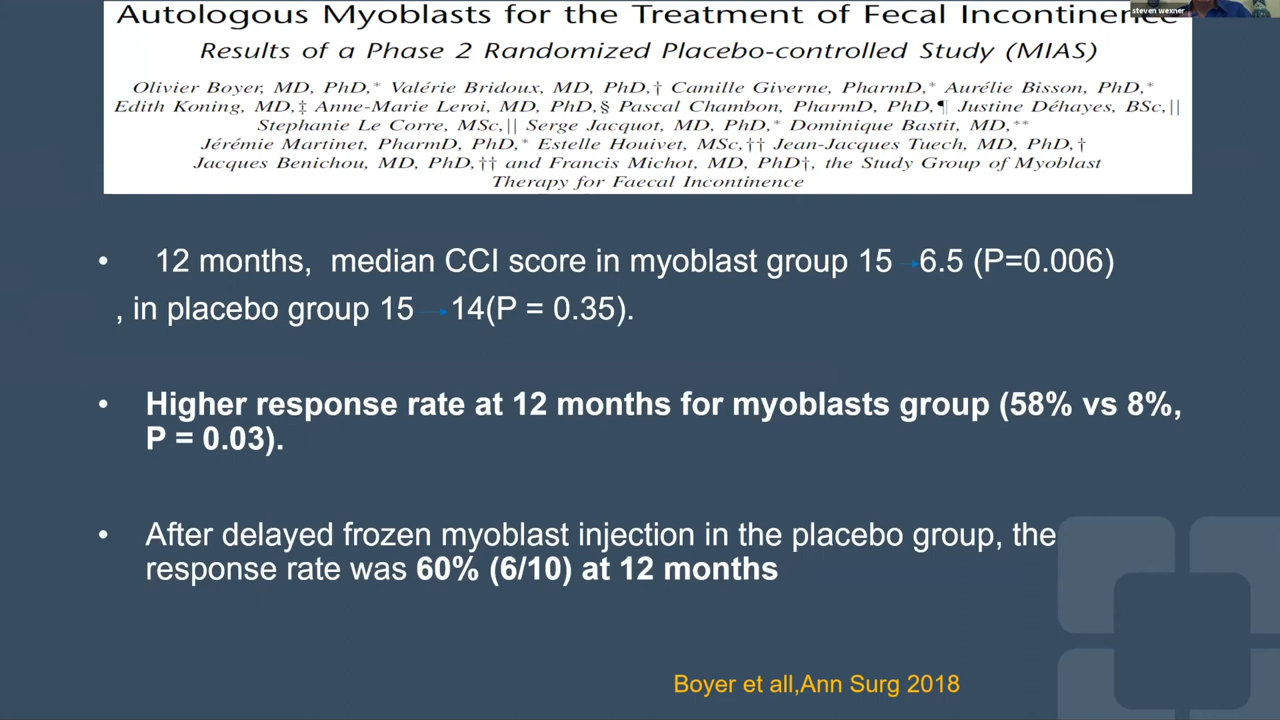 Autologous Myoblasts for the Treatment of Fecal Incontinence
steven wexner
Results of a Phase 2 Randomized Placebo-controlled Study (MIAS)
Olivier Boyer, MD, PhD,* Valérie Bridoux, MD, PhD,† Camille Giverne, PharmD,* Aurélie Bisson, PhD,*
Edith Koning, MD,‡ Anne-Marie Leroi, MD, PhD,§ Pascal Chambon, PharmD, PhD,¶ Justine Déhayes, BSc,||
Stephanie Le Corre, MSc,|| Serge Jacquot, MD, PhD,* Dominique Bastit, MD,**
Jérémie Martinet, PharmD, PhD,* Estelle Houivet, MSc,†† Jean-Jacques Tuech, MD, PhD,†
Jacques Benichou, MD, PhD,†† and Francis Michot, MD, PhD†, the Study Group of Myoblast
Therapy for Faecal Incontinence
• 12 months, median CCI score in myoblast group 15 → 6.5 (P=0.006)
, in placebo group 15 → 14(P = 0.35).
• Higher response rate at 12 months for myoblasts group (58% vs 8%,
P = 0.03).
• After delayed frozen myoblast injection in the placebo group, the
response rate was 60% (6/10) at 12 months
Boyer et all,Ann Surg 2018